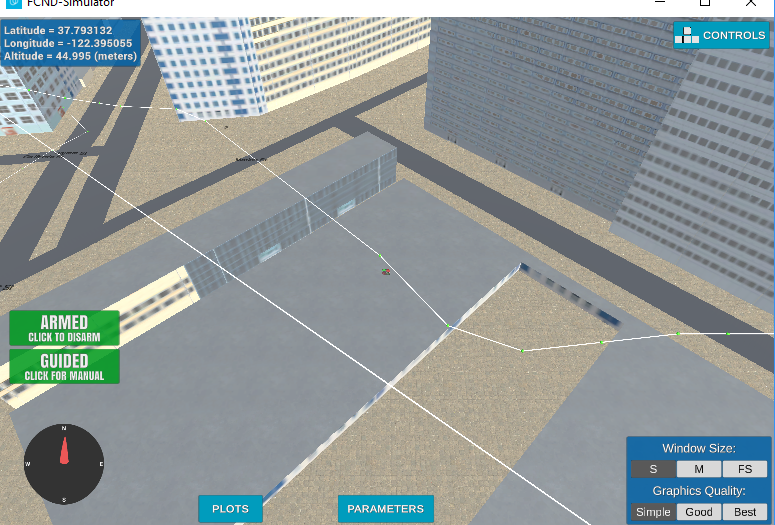 FCND-Simulator
Latitude = 37.793132
Longitude = -122.395055
Altitude = 44.995 (meters)
CONTROLS
ARMED
CLICK TO DISARM
GUIDED
CLICK FOR MANUAL
N
W
E
S
PLOTS
PARAMETERS
Window Size:
S M FS
Graphics Quality:
Simple Good Best